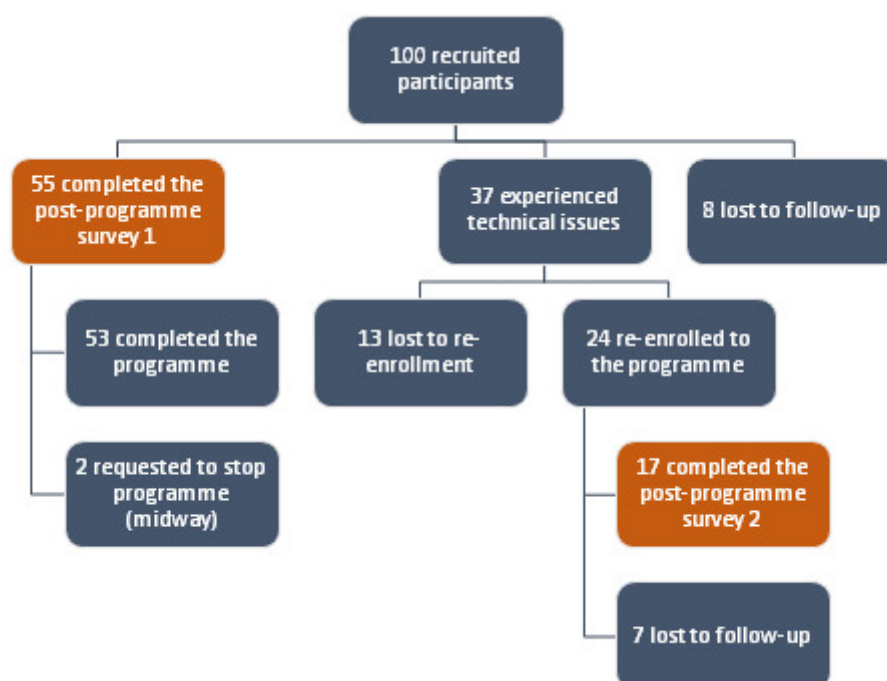 100 recruited
participants
55 completed the
post-programme
survey 1
37 experienced
technical issues
8 lost to follow-up
53 completed the
programme
13 lost to re-
enrollment
24 re-enrolled to
the programme
2 requested to stop
programme
(midway)
17 completed the
post-programme
survey 2
7 lost to follow-up